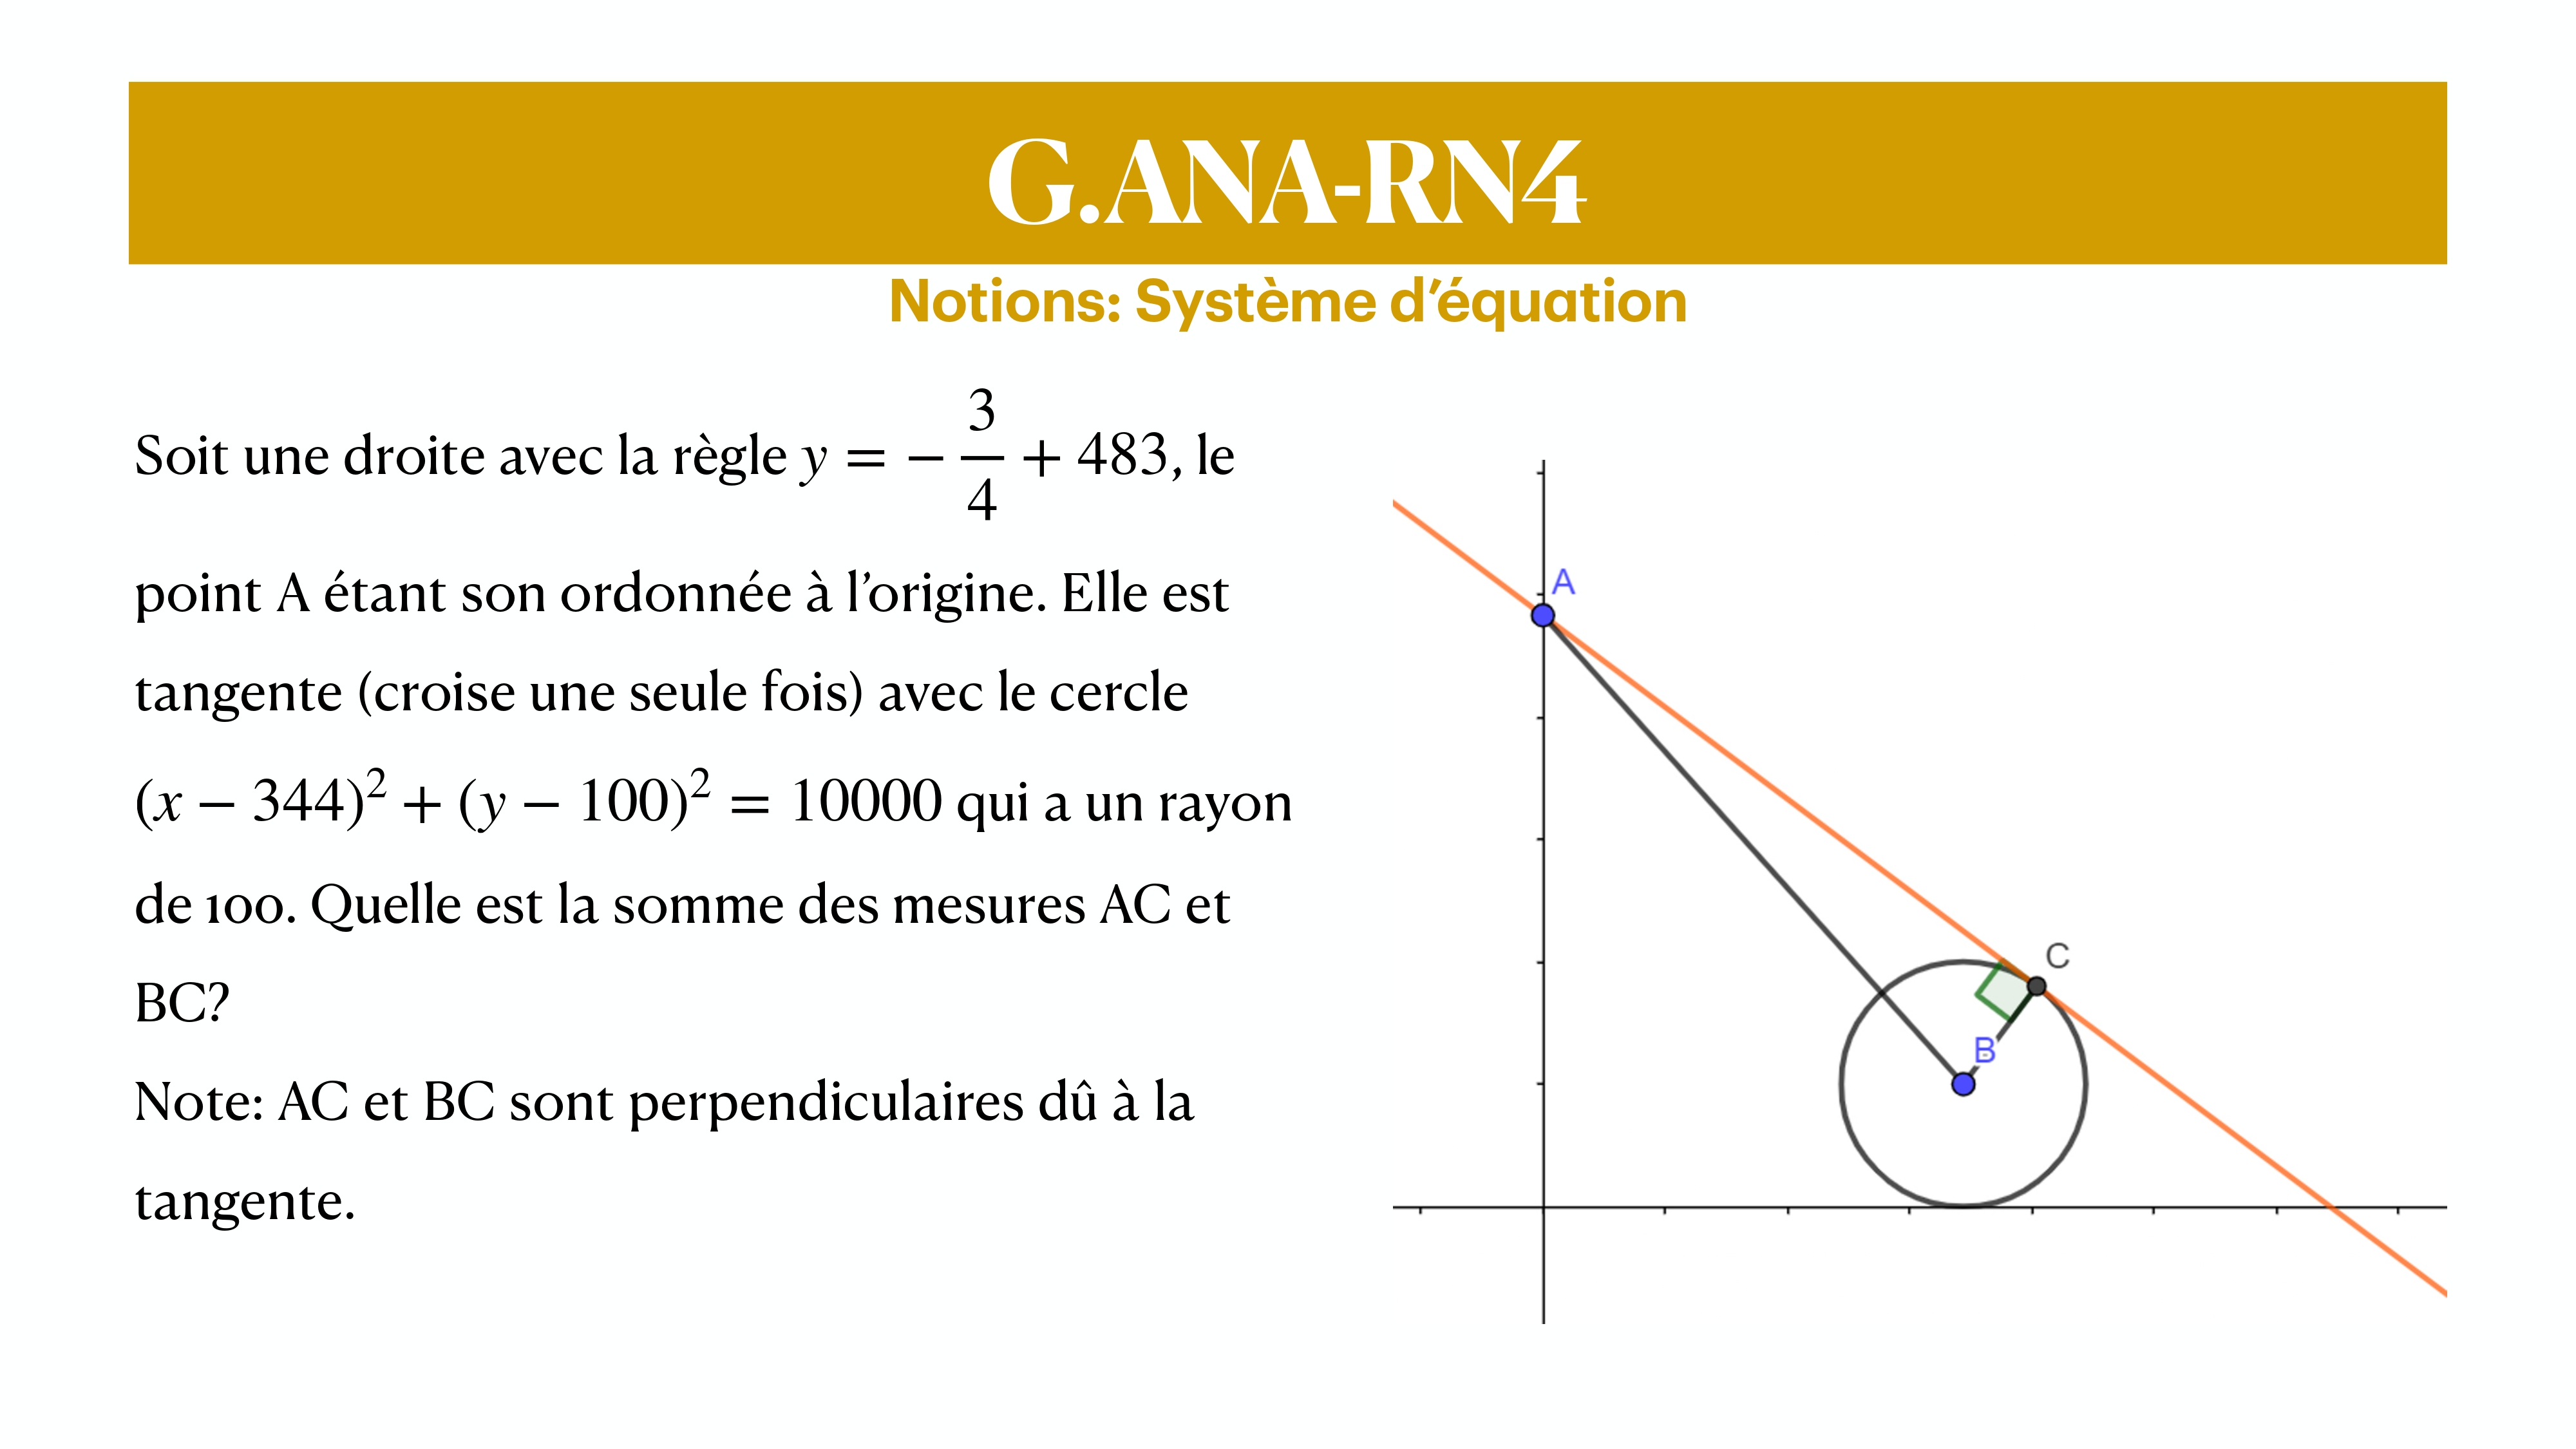 G.ANA-RN4
Notions: Système d’équation
Soit une droite avec la règle y = − 3/4 + 483, le
point A étant son ordonnée à l’origine. Elle est
tangente (croise une seule fois) avec le cercle
(x − 344)² + (y − 100)² = 10000 qui a un rayon
de 100. Quelle est la somme des mesures AC et
BC?
Note: AC et BC sont perpendiculaires dû à la
tangente.
A
C
B